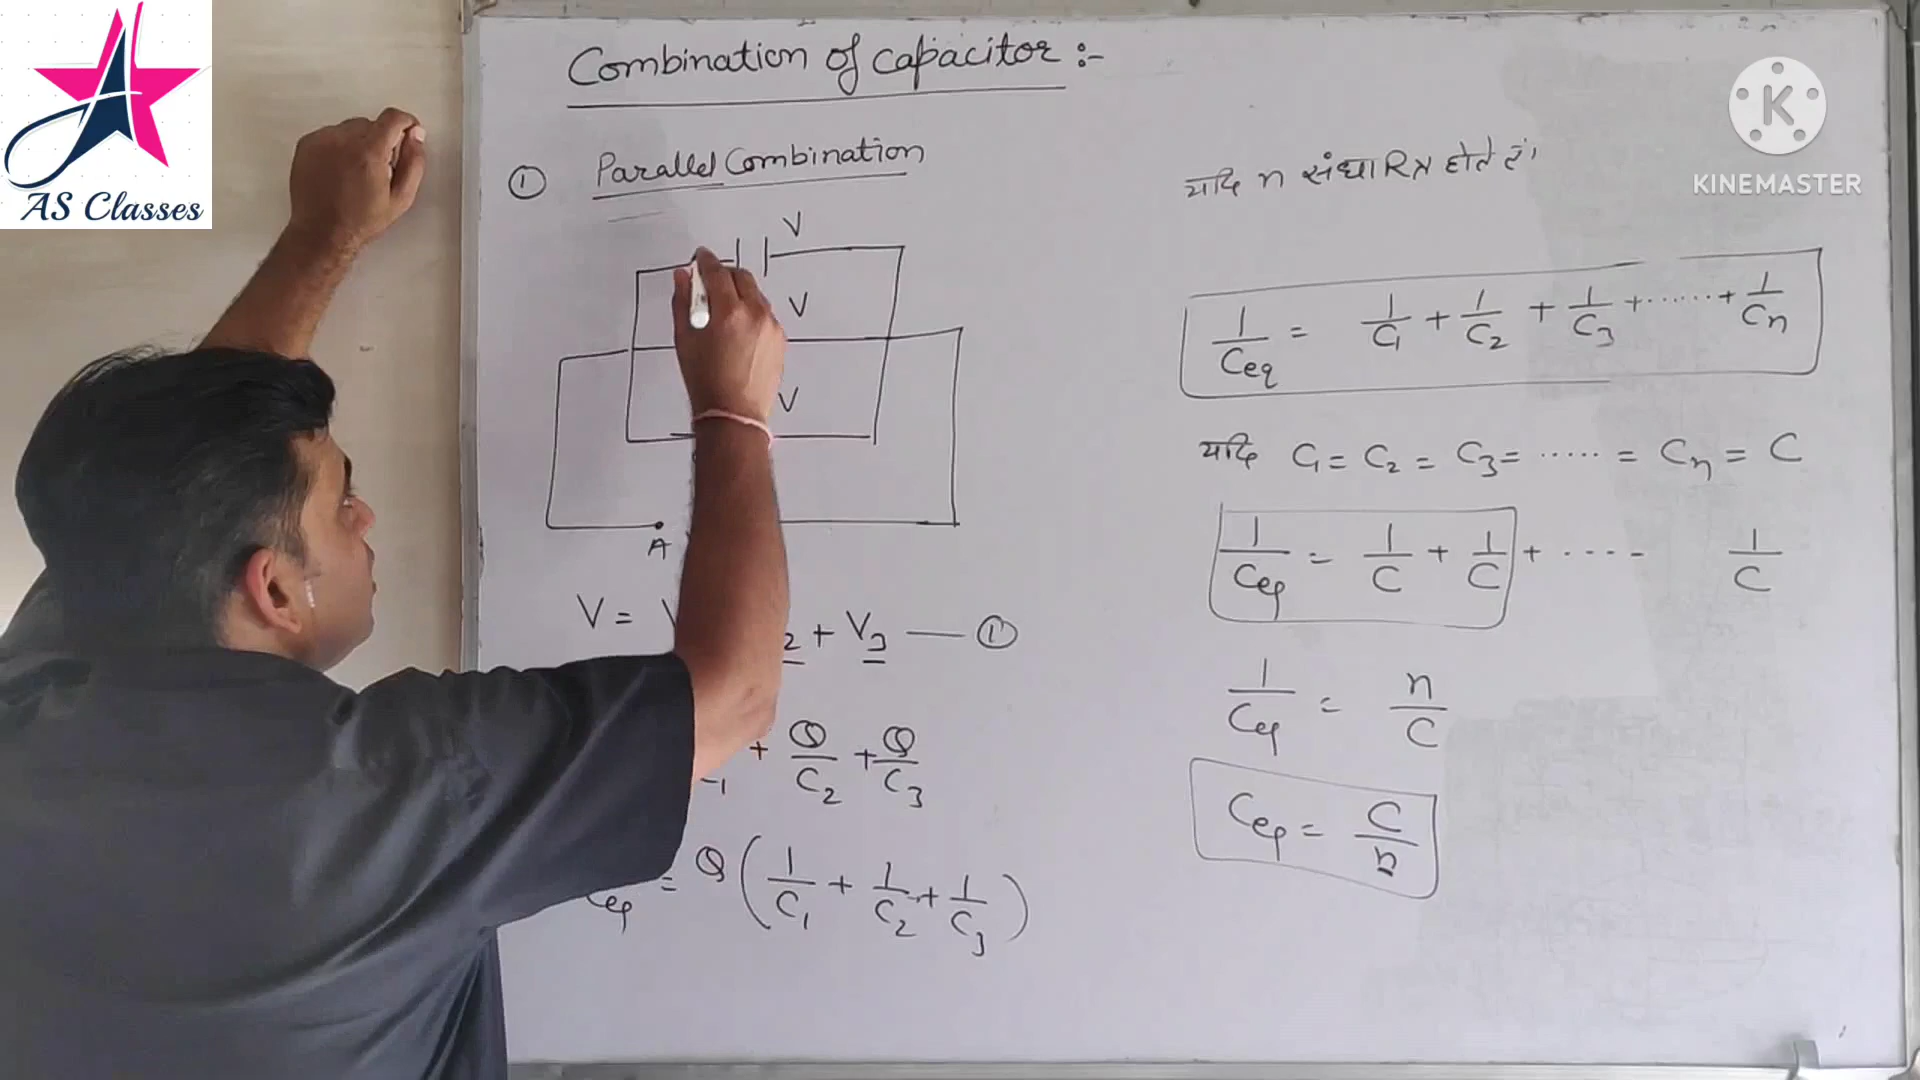 AS Classes
KINEMASTER
Combination of capacitor :-
① Parallel Combination
V
V
V
A
V = 2 + V3 — ①
+ Q/C2 + Q/C3
Ceq = Q ( 1/C1 + 1/C2 + 1/C3 )
यदि n संधारित्र होते हैं।
1/Ceq = 1/C1 + 1/C2 + 1/C3 + ...... + 1/Cn
यदि C1 = C2 = C3 = ..... = Cn = C
1/Ceq = 1/C + 1/C + .... 1/C
1/Ceq = n/C
Ceq = C/n